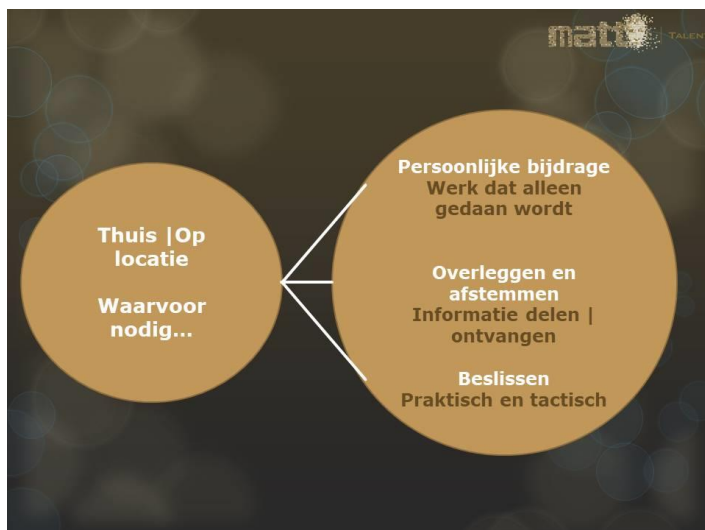 matt
TALEN
Thuis |Op
locatie
Waarvoor
nodig...
Persoonlijke bijdrage
Werk dat alleen
gedaan wordt
Overleggen en
afstemmen
Informatie delen |
ontvangen
Beslissen
Praktisch en tactisch